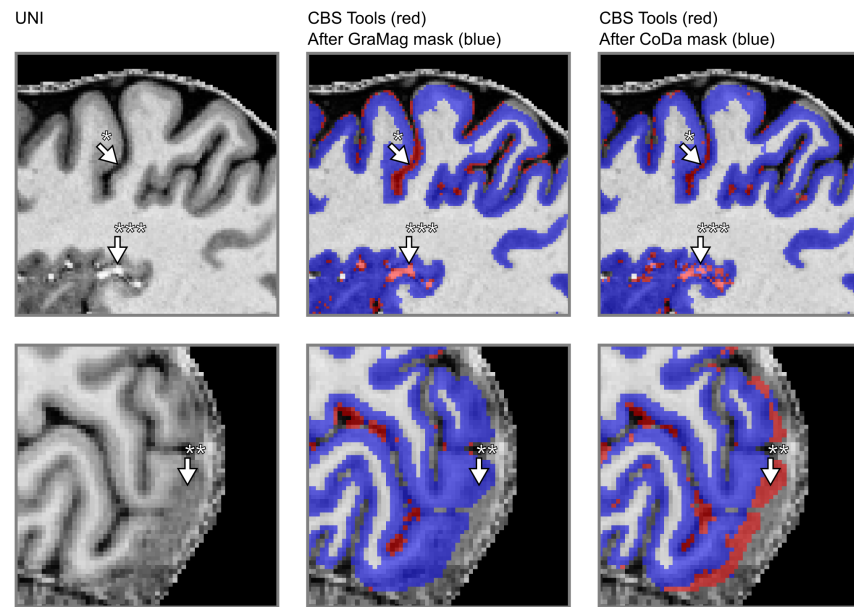 UNI
CBS Tools (red)
After GraMag mask (blue)
CBS Tools (red)
After CoDa mask (blue)
*
*
*
***
***
***
**
**
**